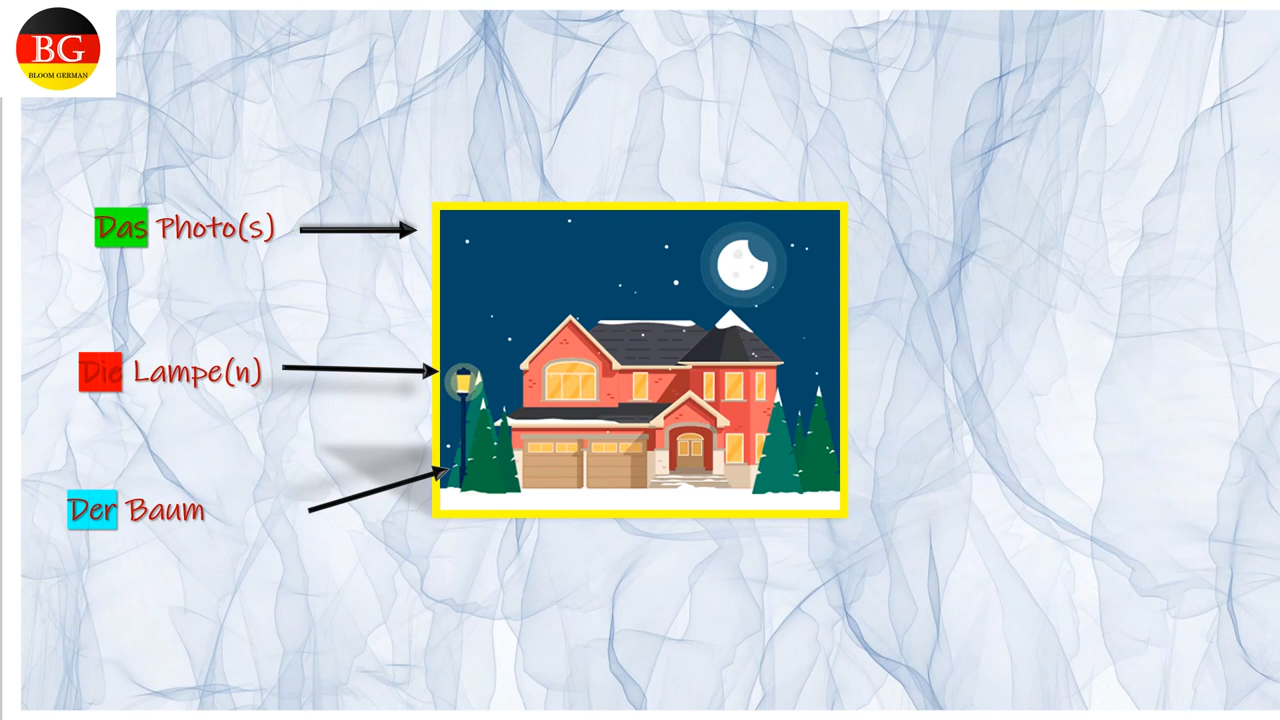 BG
BLOOM GERMAN
Das Photo(s)
Die Lampe(n)
Der Baum